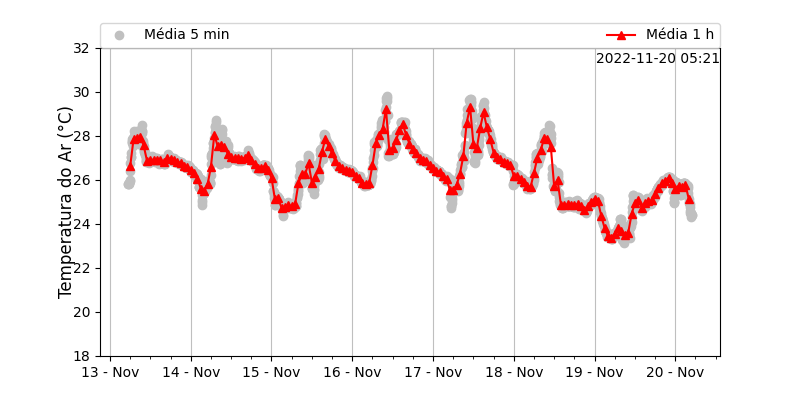 Média 5 min
Média 1 h
2022-11-20 05:21
Temperatura do Ar (°C)
32
30
28
26
24
22
20
18
13 - Nov
14 - Nov
15 - Nov
16 - Nov
17 - Nov
18 - Nov
19 - Nov
20 - Nov